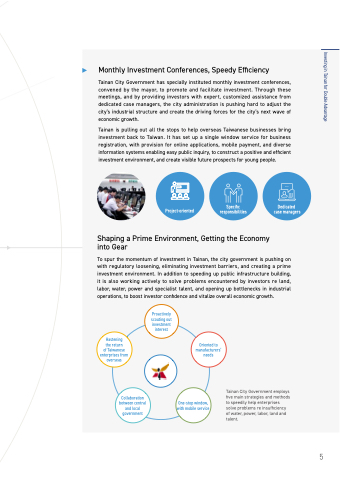 Investing in Tainan for Double Advantage
Monthly Investment Conferences, Speedy Efficiency
Tainan City Government has specially instituted monthly investment conferences,
convened by the mayor, to promote and facilitate investment. Through these
meetings, and by providing investors with expert, customized assistance from
dedicated case managers, the city administration is pushing hard to adjust the
city's industrial structure and create the driving forces for the city's next wave of
economic growth.
Tainan is pulling out all the stops to help overseas Taiwanese businesses bring
investment back to Taiwan. It has set up a single window service for business
registration, with provision for online applications, mobile payment, and diverse
information systems enabling easy public inquiry, to construct a positive and efficient
investment environment, and create visible future prospects for young people.
Project-oriented
Specific
responsibilities
Dedicated
case managers
Shaping a Prime Environment, Getting the Economy
into Gear
To spur the momentum of investment in Tainan, the city government is pushing on
with regulatory loosening, eliminating investment barriers, and creating a prime
investment environment. In addition to speeding up public infrastructure building,
it is also working actively to solve problems encountered by investors re land,
labor, water, power and specialist talent, and opening up bottlenecks in industrial
operations, to boost investor confidence and vitalize overall economic growth.
Proactively
scouting out
investment
interest
Hastening
the return
of Taiwanese
enterprises from
overseas
Oriented to
manufacturers'
needs
Collaboration
between central
and local
government
One-stop window,
with mobile service
Tainan City Government employs
five main strategies and methods
to speedily help enterprises
solve problems re insufficiency
of water, power, labor, land and
talent.
5